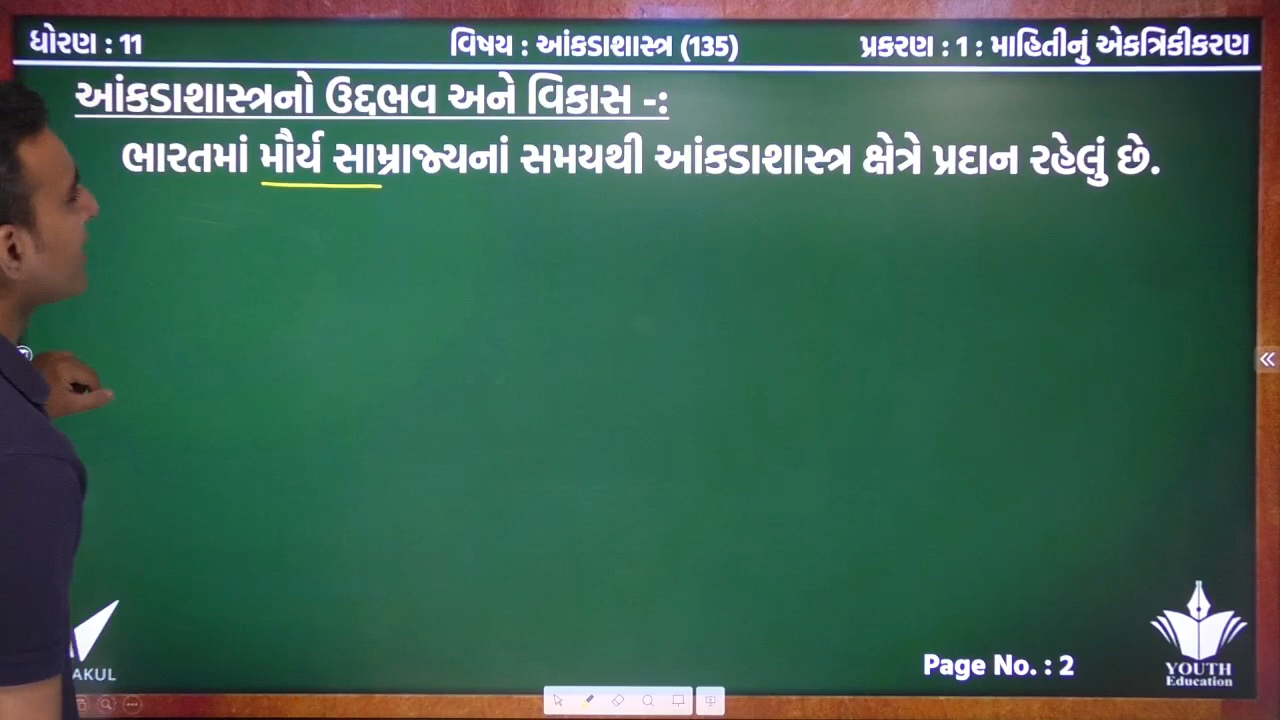 ધોરણ : 11 વિષય : આંકડાશાસ્ત્ર (135) પ્રકરણ : 1 : માહિતીનું એકત્રિકીકરણ
આંકડાશાસ્ત્રનો ઉદ્દભવ અને વિકાસ -:
ભારતમાં મૌર્ય સામ્રાજ્યનાં સમયથી આંકડાશાસ્ત્ર ક્ષેત્રે પ્રદાન રહેલું છે.
Page No. : 2
YOUTH
Education
AKUL